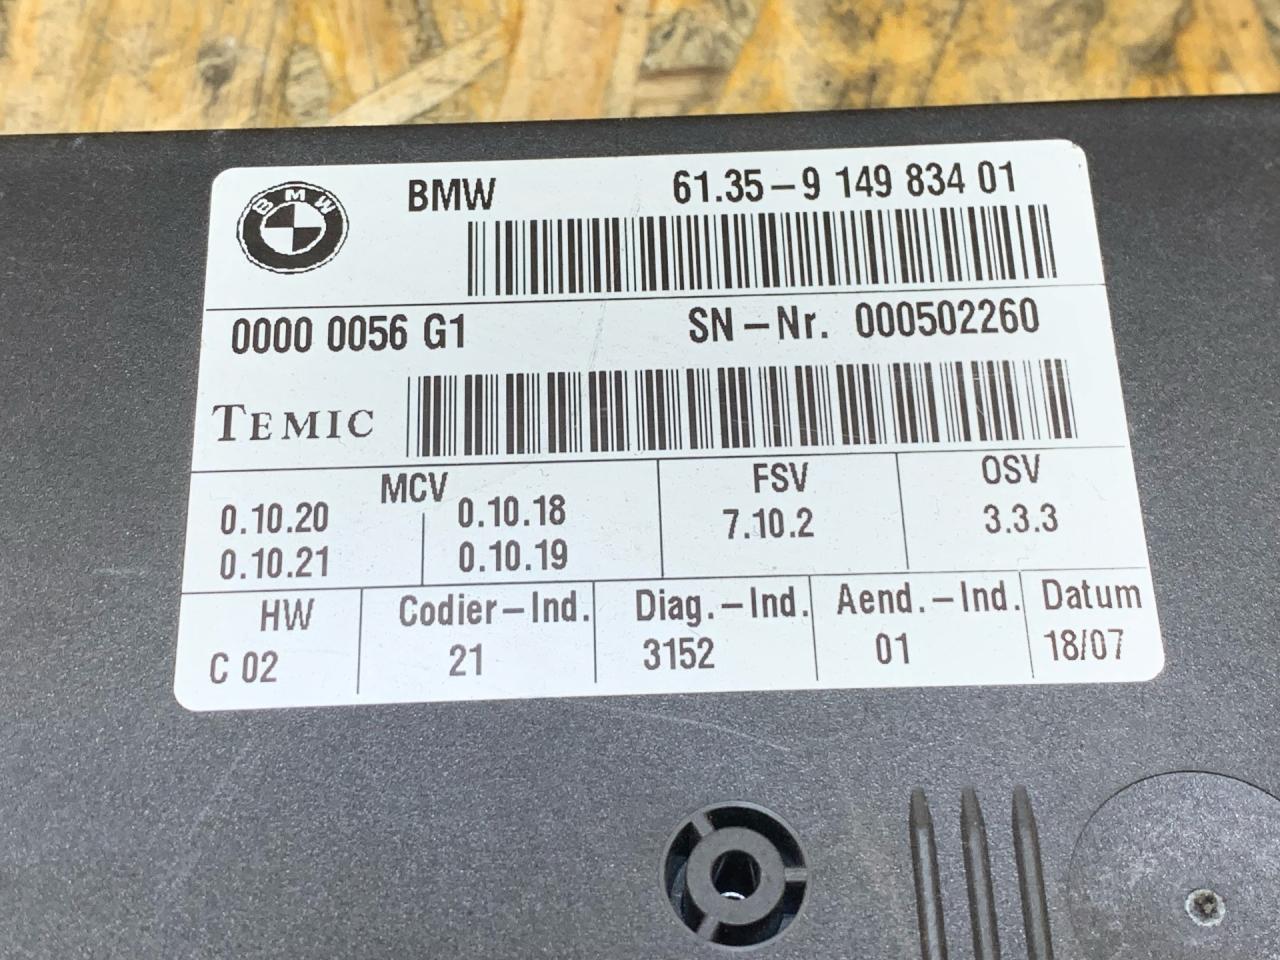 BMW
BMW 61.35-9 149 834 01
0000 0056 G1 SN-Nr. 000502260
TEMIC
MCV FSV OSV
0.10.20 0.10.18 7.10.2 3.3.3
0.10.21 0.10.19
HW Codier-Ind. Diag.-Ind. Aend.-Ind. Datum
C 02 21 3152 01 18/07